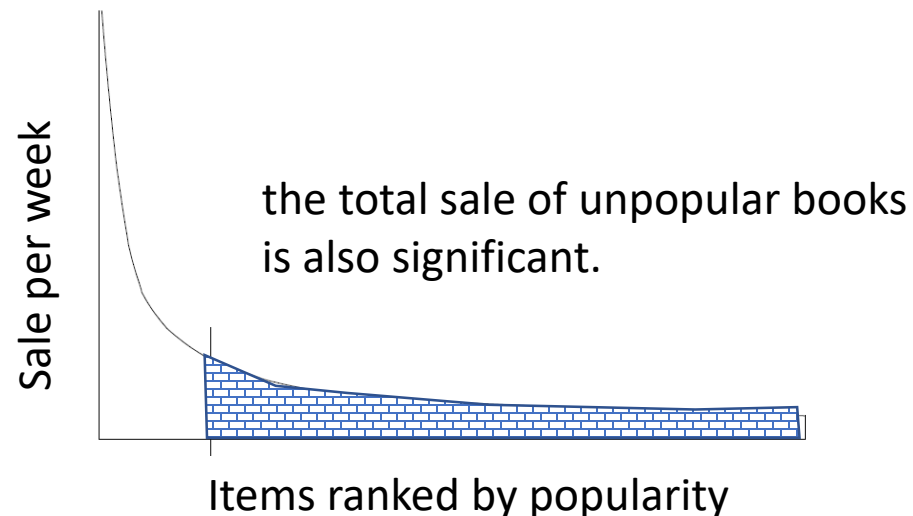 Sale per week
the total sale of unpopular books
is also significant.
Items ranked by popularity